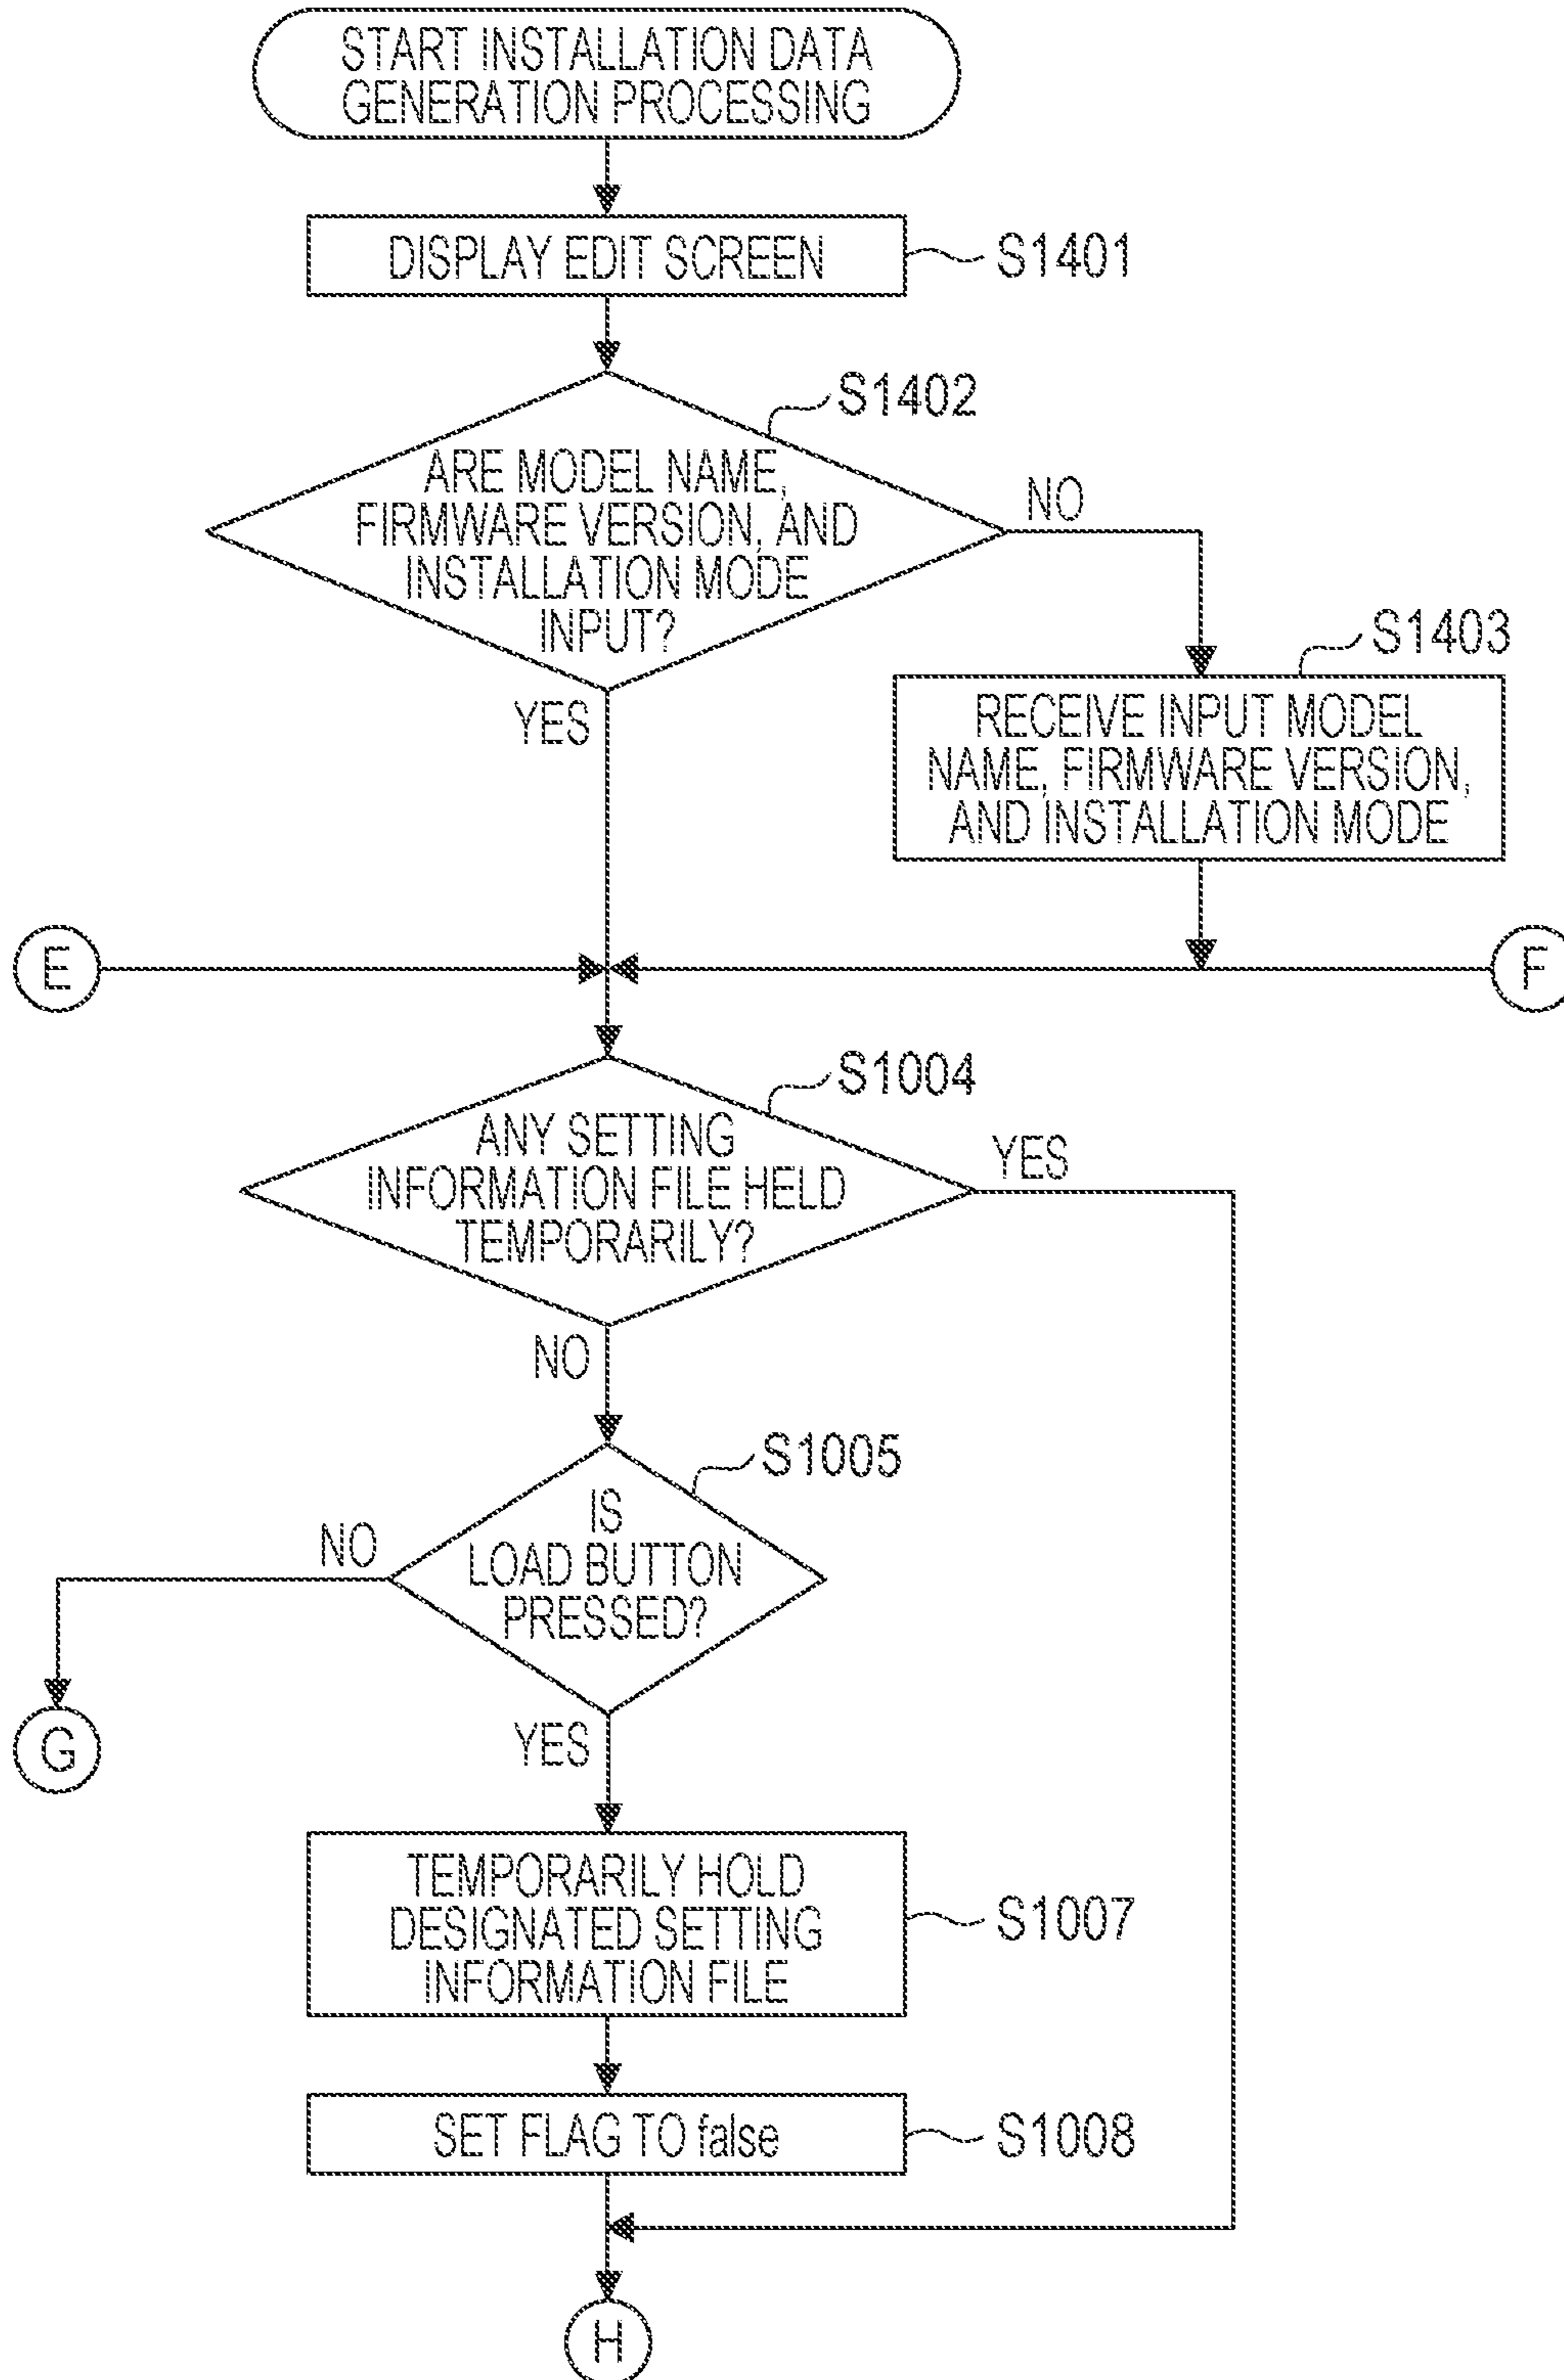 START INSTALLATION DATA
GENERATION PROCESSING
DISPLAY EDIT SCREEN
S1401
S1402
ARE MODEL NAME,
FIRMWARE VERSION, AND
INSTALLATION MODE
INPUT?
NO
YES
S1403
RECEIVE INPUT MODEL
NAME, FIRMWARE VERSION,
AND INSTALLATION MODE
E
F
S1004
ANY SETTING
INFORMATION FILE HELD
TEMPORARILY?
YES
NO
S1005
IS
LOAD BUTTON
PRESSED?
NO
G
YES
TEMPORARILY HOLD
DESIGNATED SETTING
INFORMATION FILE
S1007
SET FLAG TO false
S1008
H